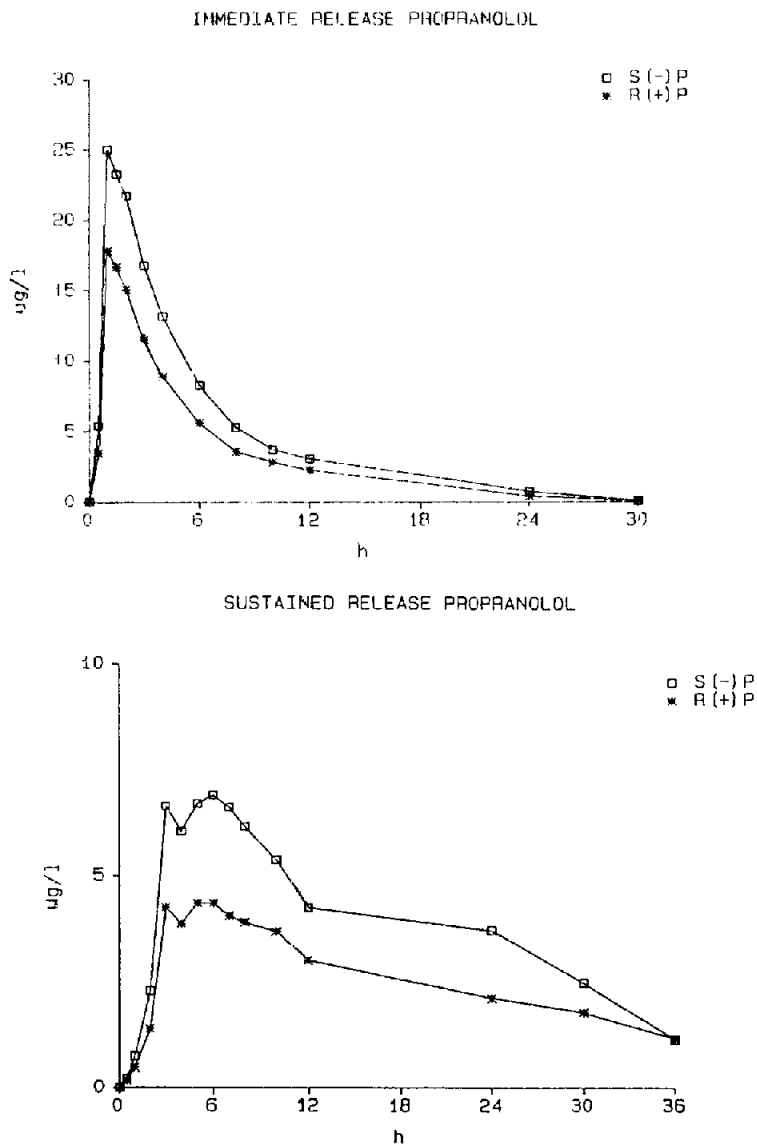 IMMEDIATE RELEASE PROPRANOLOL
S(-)P
R(+)P
30
25
20
15
10
5
0
ug/l
0 6 12 18 24 30
h
SUSTAINED RELEASE PROPRANOLOL
S(-)P
R(+)P
10
5
0
ug/l
0 6 12 18 24 30 36
h